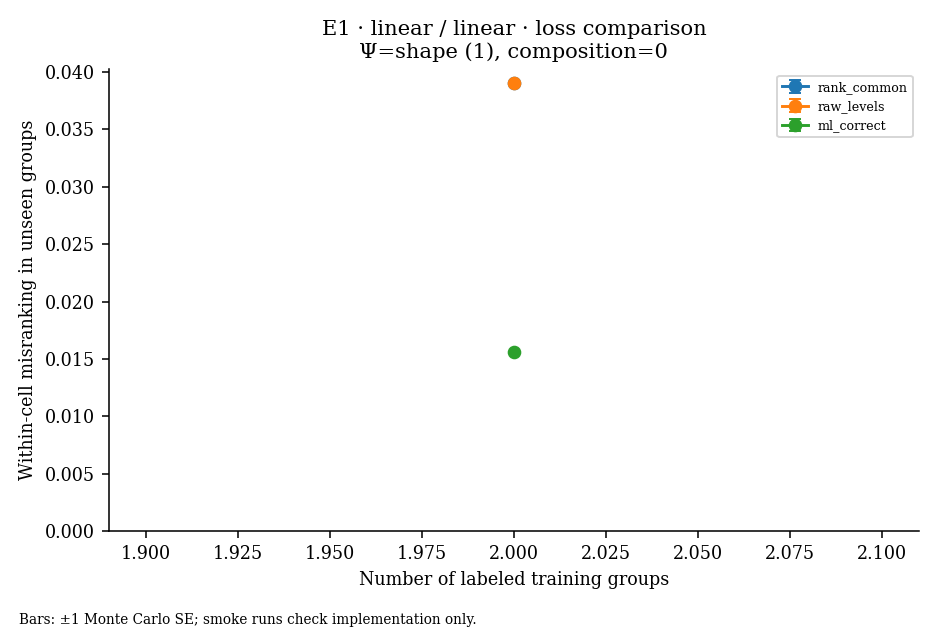 E1 · linear / linear · loss comparison
Ψ=shape (1), composition=0
Within-cell misranking in unseen groups
0.040
0.035
0.030
0.025
0.020
0.015
0.010
0.005
0.000
rank_common
raw_levels
ml_correct
1.900 1.925 1.950 1.975 2.000 2.025 2.050 2.075 2.100
Number of labeled training groups
Bars: ±1 Monte Carlo SE; smoke runs check implementation only.